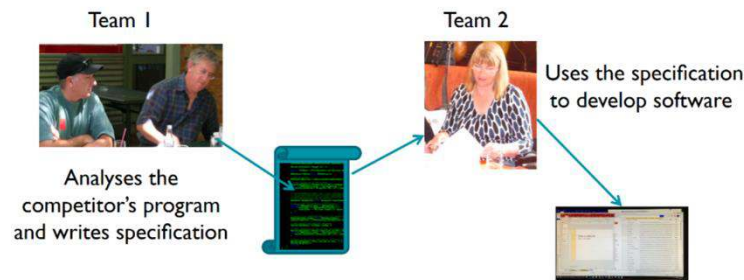 Team 1
Team 2
Uses the specification
to develop software
Analyses the
competitor's program
and writes specification